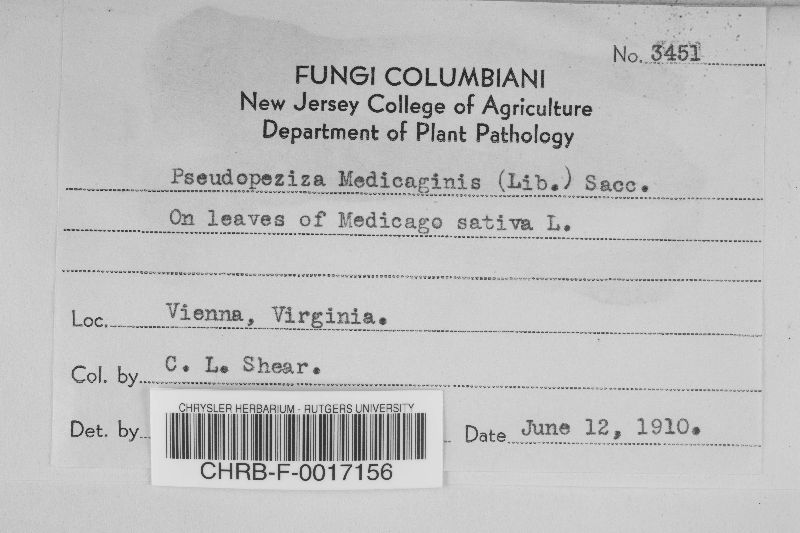 No. 3451
FUNGI COLUMBIANI
New Jersey College of Agriculture
Department of Plant Pathology
Pseudopeziza Medicaginis (Lib.) Sacc.
On leaves of Medicago sativa L.
Loc. Vienna, Virginia.
Col. by C. L. Shear.
Det. by
Date June 12, 1910.
CHRYSLER HERBARIUM - RUTGERS UNIVERSITY
CHRB-F-0017156